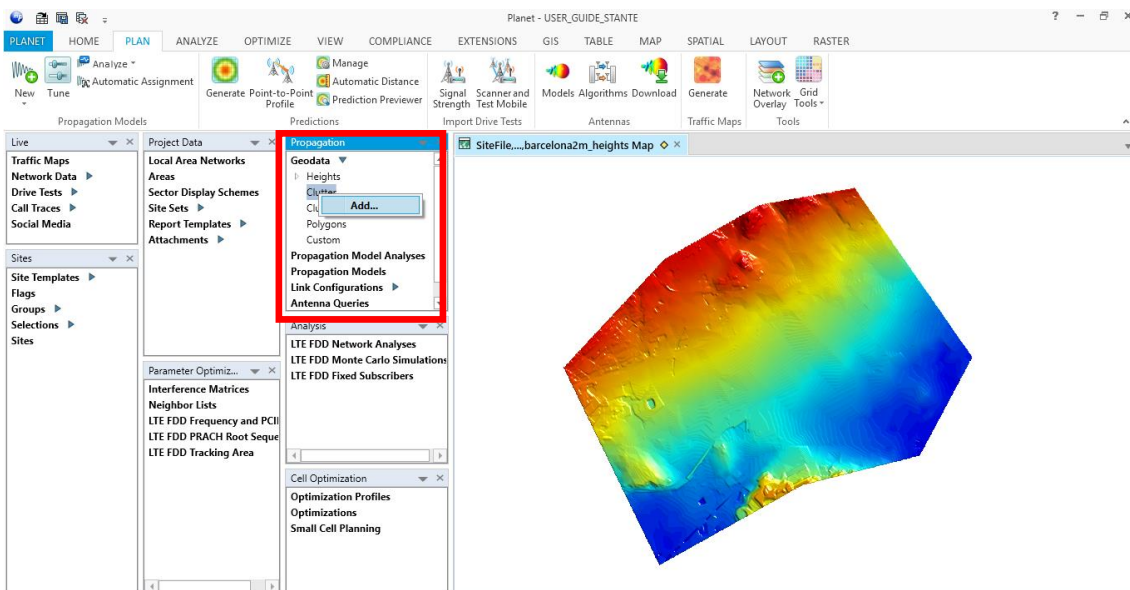 Planet - USER_GUIDE_STANTE
PLANET HOME PLAN ANALYZE OPTIMIZE VIEW COMPLIANCE EXTENSIONS GIS TABLE MAP SPATIAL LAYOUT RASTER
New
Tune
Analyze
Automatic Assignment
Propagation Models
Generate
Point-to-Point
Profile
Manage
Automatic Distance
Prediction Previewer
Predictions
Signal
Strength
Scanner and
Test Mobile
Import Drive Tests
Models
Algorithms
Download
Antennas
Generate
Traffic Maps
Network
Overlay
Grid
Tools
Tools
Live
Traffic Maps
Network Data
Drive Tests
Call Traces
Social Media
Sites
Site Templates
Flags
Groups
Selections
Sites
Project Data
Local Area Networks
Areas
Sector Display Schemes
Site Sets
Report Templates
Attachments
Parameter Optimiz...
Interference Matrices
Neighbor Lists
LTE FDD Frequency and PCI
LTE FDD PRACH Root Seque
LTE FDD Tracking Area
Propagation
Geodata
Heights
Clutter
Add...
Polygons
Custom
Propagation Model Analyses
Propagation Models
Link Configurations
Antenna Queries
Analysis
LTE FDD Network Analyses
LTE FDD Monte Carlo Simulations
LTE FDD Fixed Subscribers
Cell Optimization
Optimization Profiles
Optimizations
Small Cell Planning
SiteFile,...,barcelona2m_heights Map